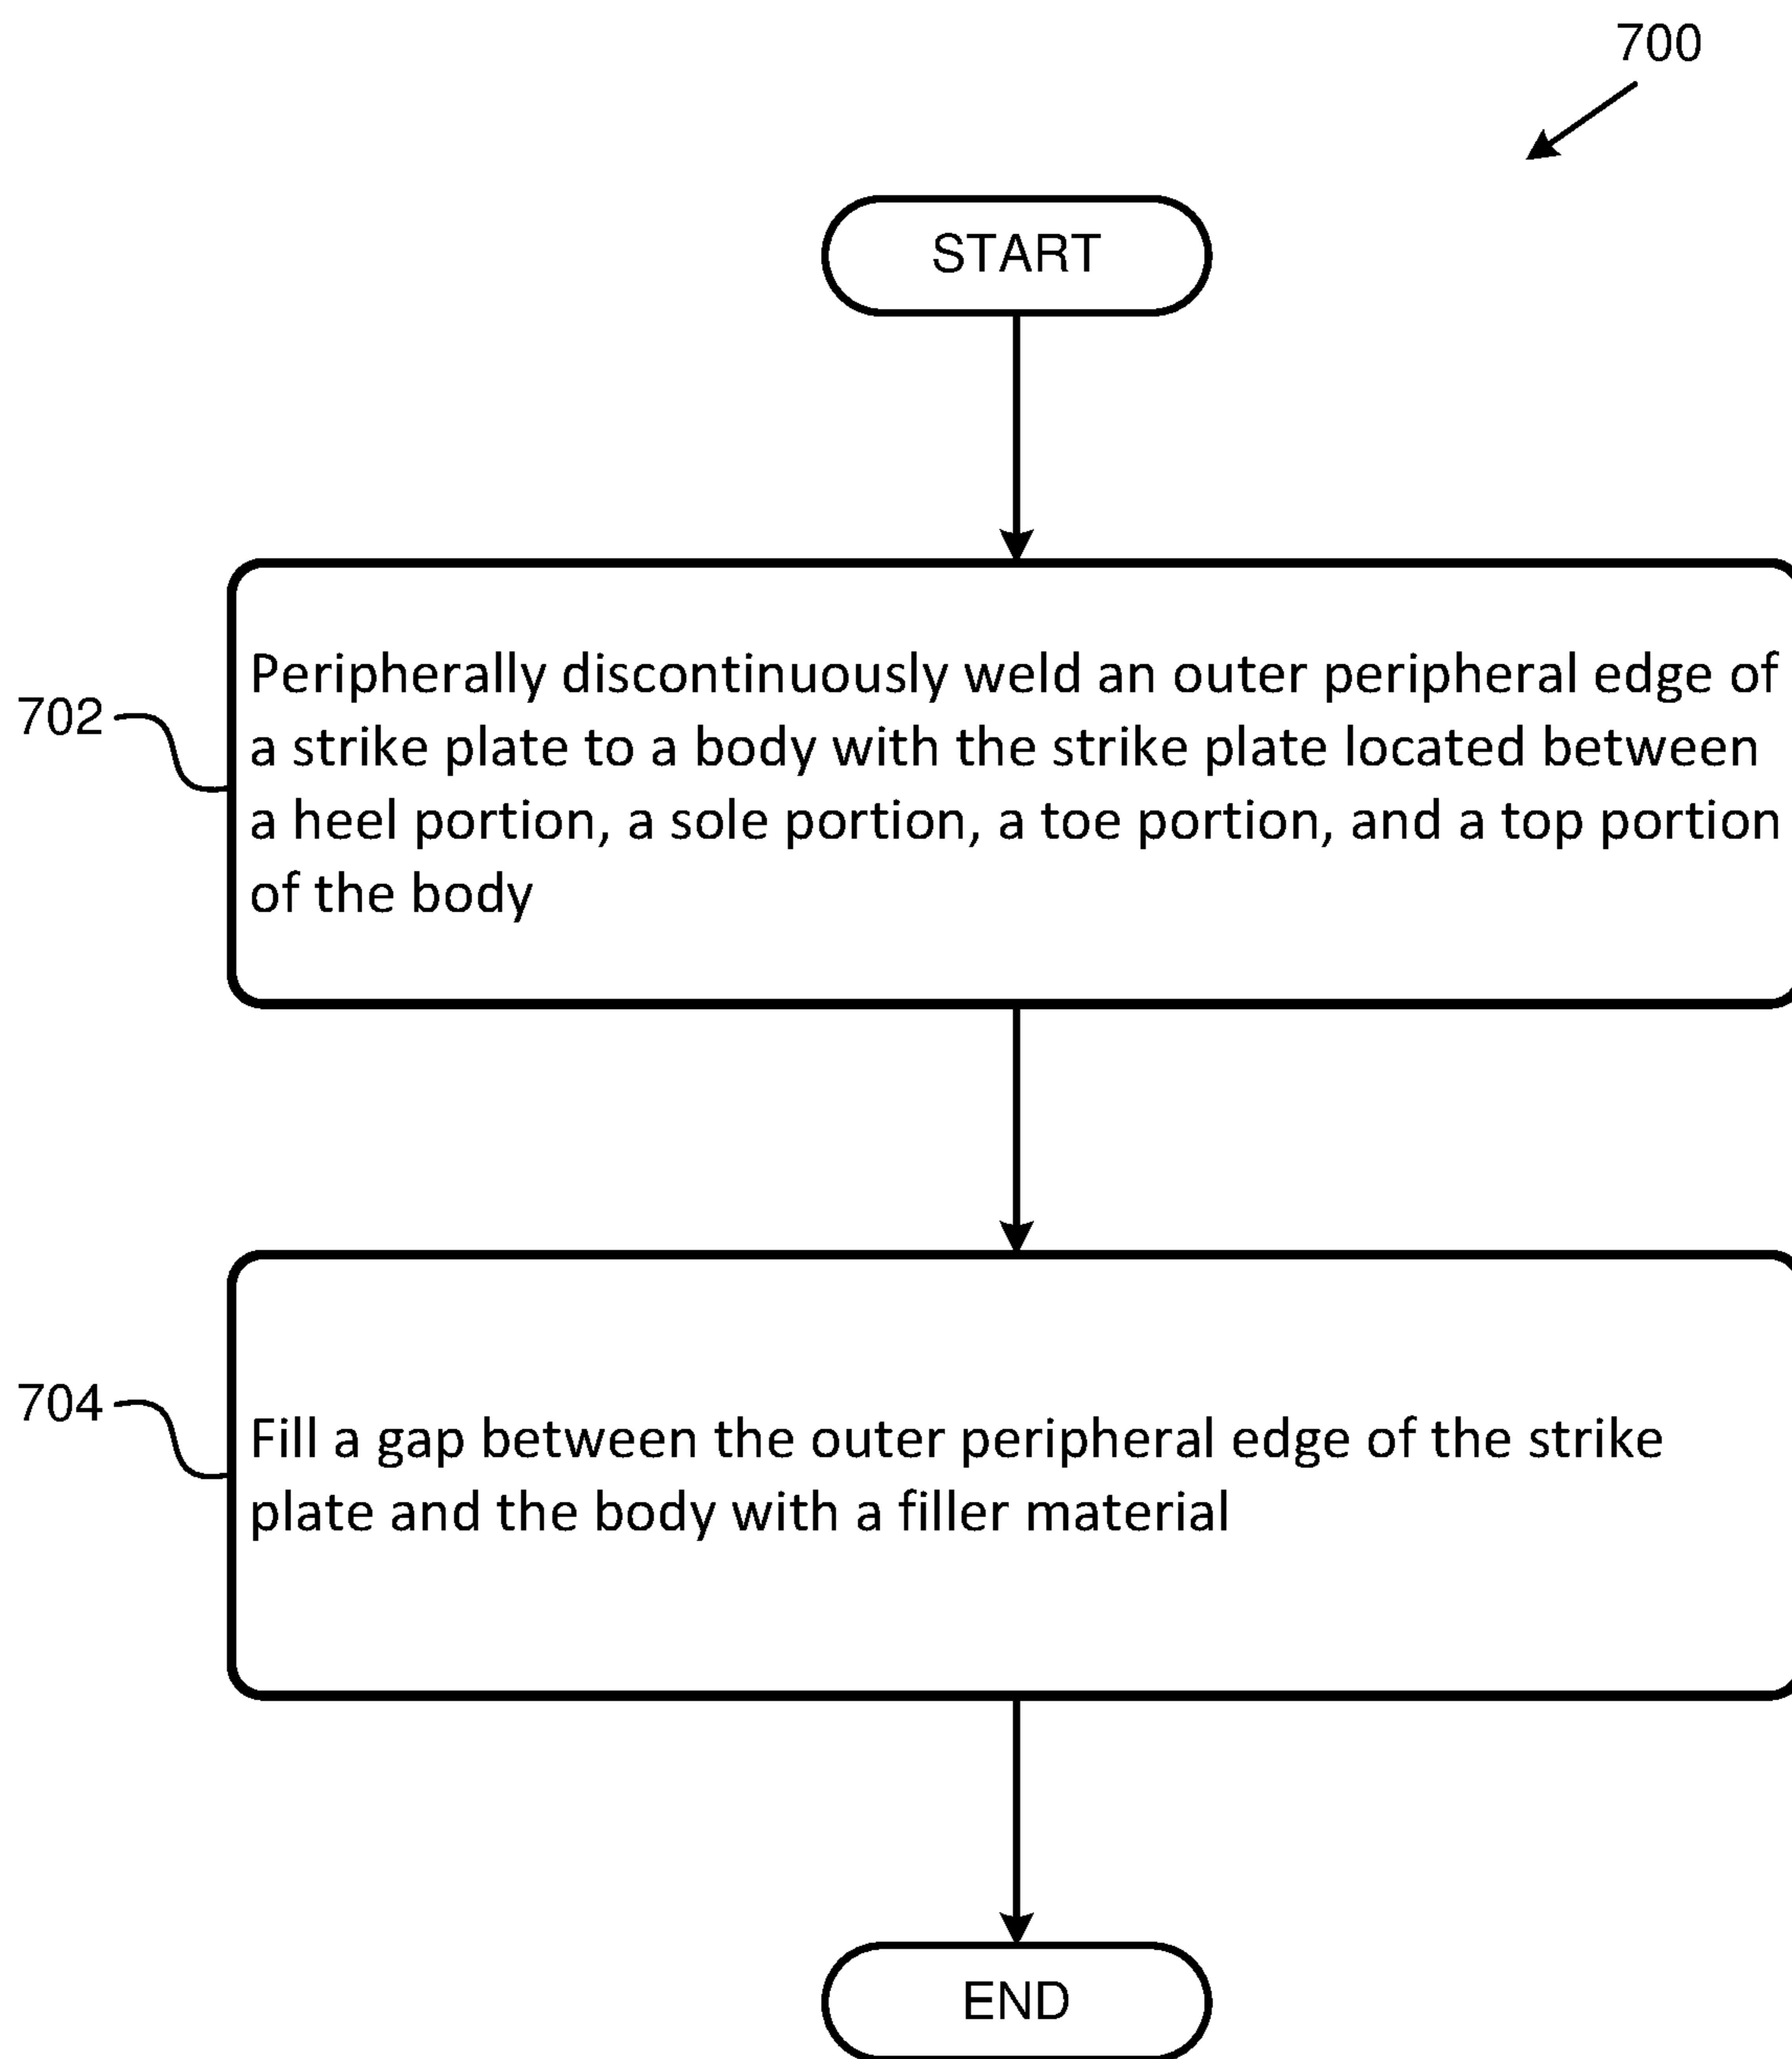 700
START
702
Peripherally discontinuously weld an outer peripheral edge of
a strike plate to a body with the strike plate located between
a heel portion, a sole portion, a toe portion, and a top portion
of the body
704
Fill a gap between the outer peripheral edge of the strike
plate and the body with a filler material
END